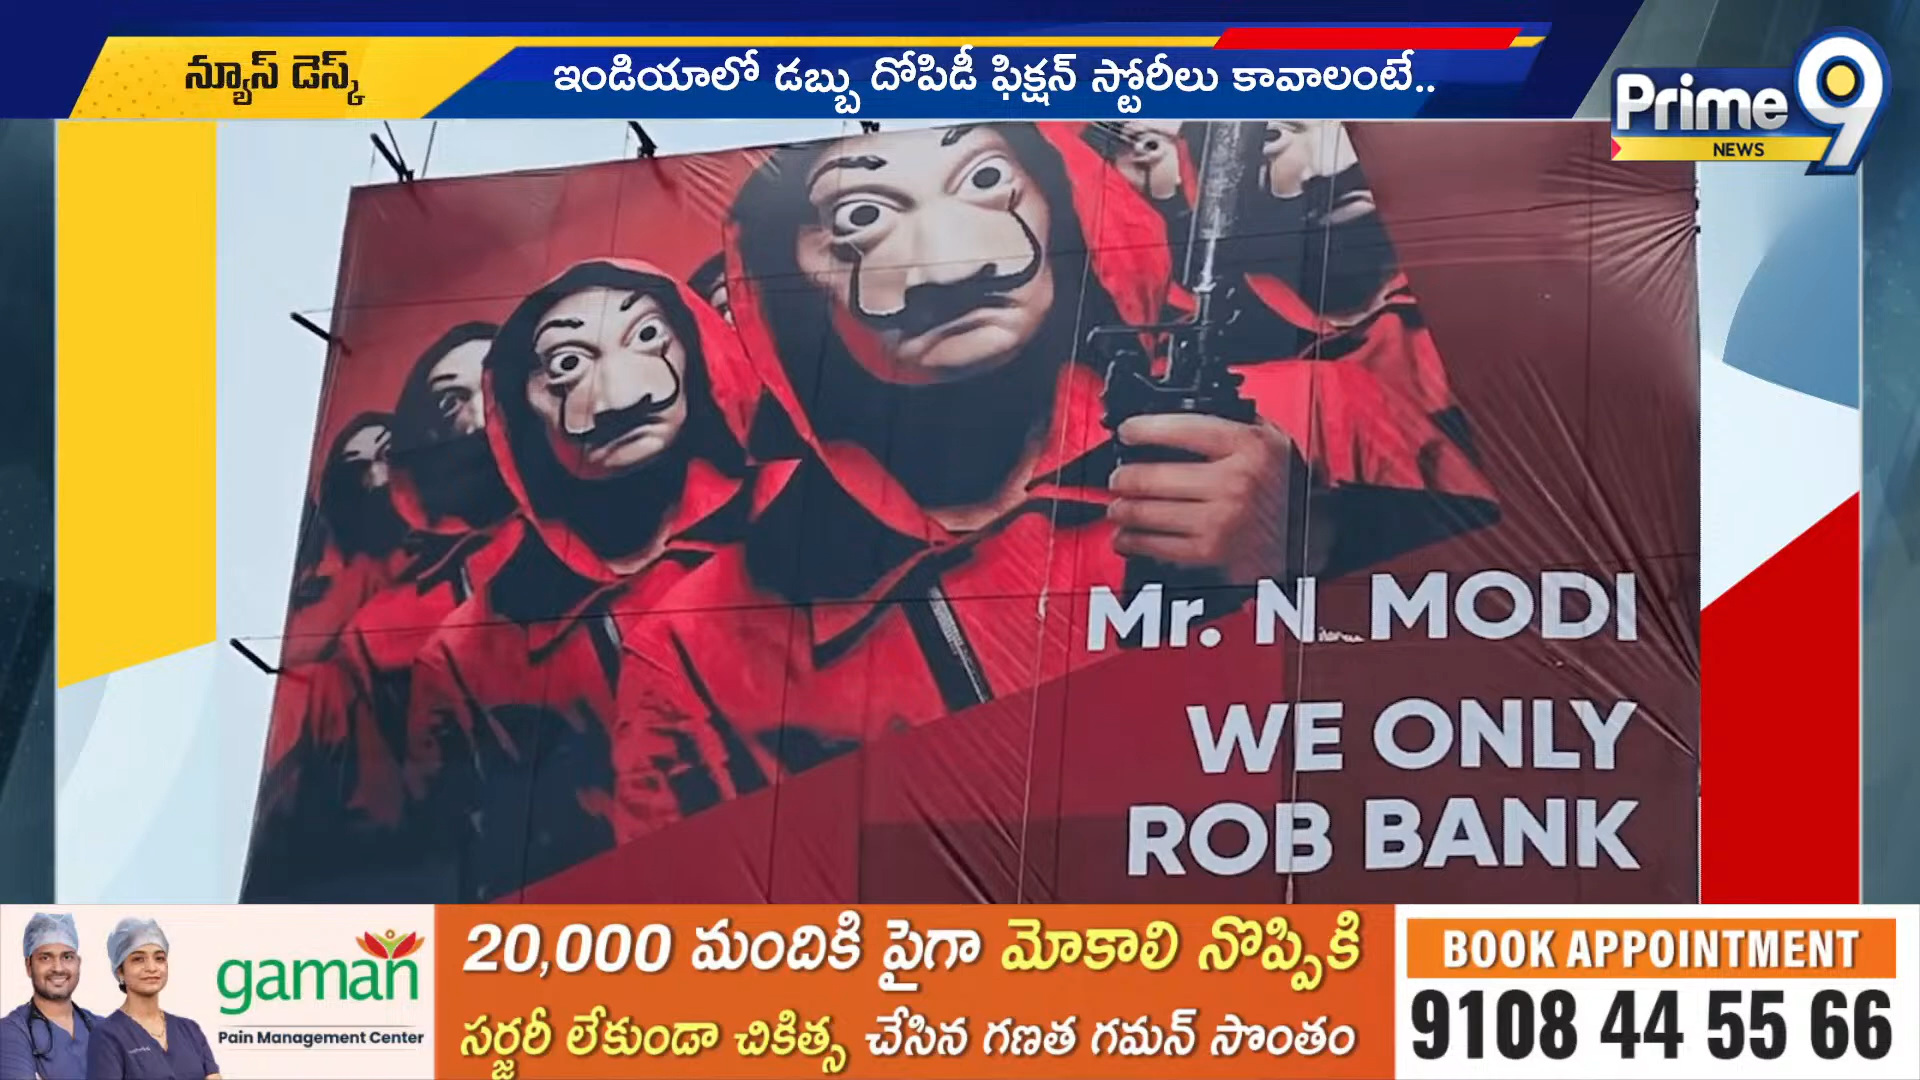 న్యూస్ డెస్క్
ఇండియాలో డబ్బు దోపిడీ ఫిక్షన్ స్టోరీలు కావాలంటే..
Prime9
NEWS
Mr. N MODI
WE ONLY
ROB BANK
gaman
Pain Management Center
20,000 మందికి పైగా మోకాలి నొప్పికి
సర్జరీ లేకుండా చికిత్స చేసిన గణత గమన్ సొంతం
BOOK APPOINTMENT
9108 44 55 66